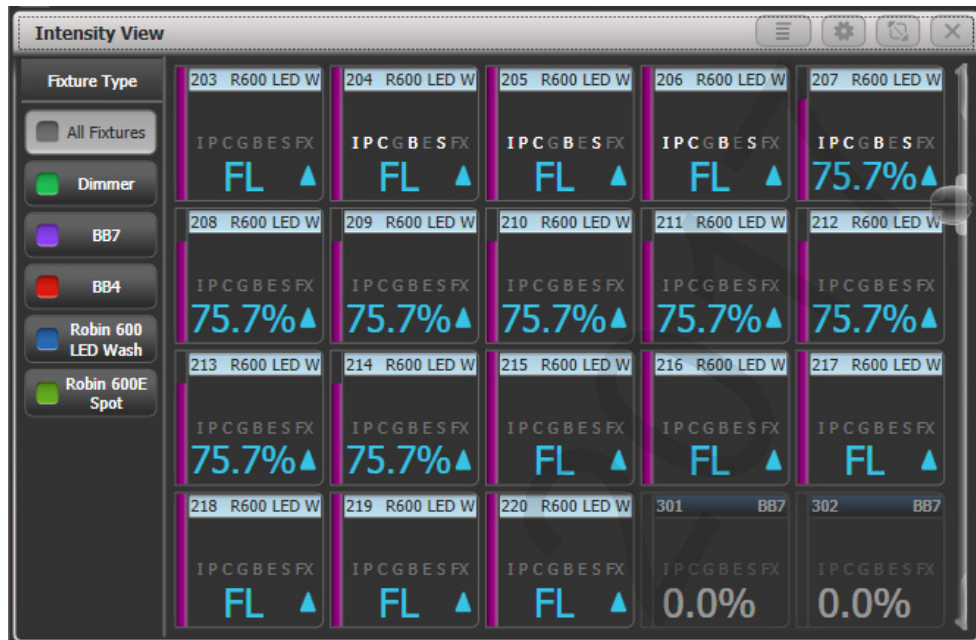 Intensity View
Fixture Type
All Fixtures
Dimmer
BB7
BB4
Robin 600
LED Wash
Robin 600E
Spot
203 R600 LED W
IPCGBESFX
FL
204 R600 LED W
IPCGBESFX
FL
205 R600 LED W
IPCGBESFX
FL
206 R600 LED W
IPCGBESFX
FL
207 R600 LED W
IPCGBESFX
75.7%
208 R600 LED W
IPCGBESFX
75.7%
209 R600 LED W
IPCGBESFX
75.7%
210 R600 LED W
IPCGBESFX
75.7%
211 R600 LED W
IPCGBESFX
75.7%
212 R600 LED W
IPCGBESFX
75.7%
213 R600 LED W
IPCGBESFX
75.7%
214 R600 LED W
IPCGBESFX
75.7%
215 R600 LED W
IPCGBESFX
FL
216 R600 LED W
IPCGBESFX
FL
217 R600 LED W
IPCGBESFX
FL
218 R600 LED W
IPCGBESFX
FL
219 R600 LED W
IPCGBESFX
FL
220 R600 LED W
IPCGBESFX
FL
301 BB7
IPCGBESFX
0.0%
302 BB7
IPCGBESFX
0.0%